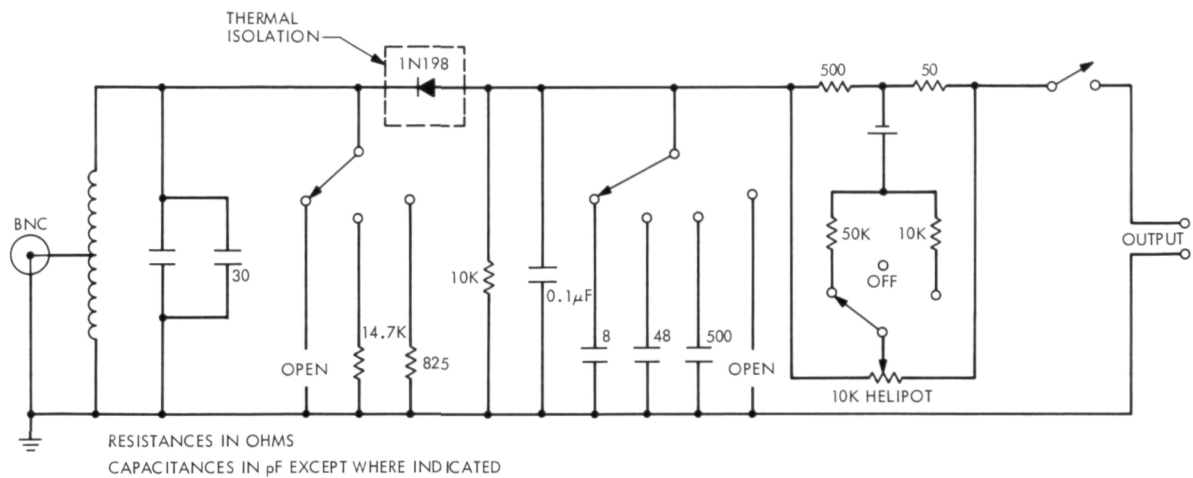 THERMAL
ISOLATION
1N198
500
50
BNC
30
50K
10K
OFF
OUTPUT
10K
0.1μF
14.7K
825
OPEN
8
48
500
OPEN
10K HELIPOT
RESISTANCES IN OHMS
CAPACITANCES IN pF EXCEPT WHERE INDICATED